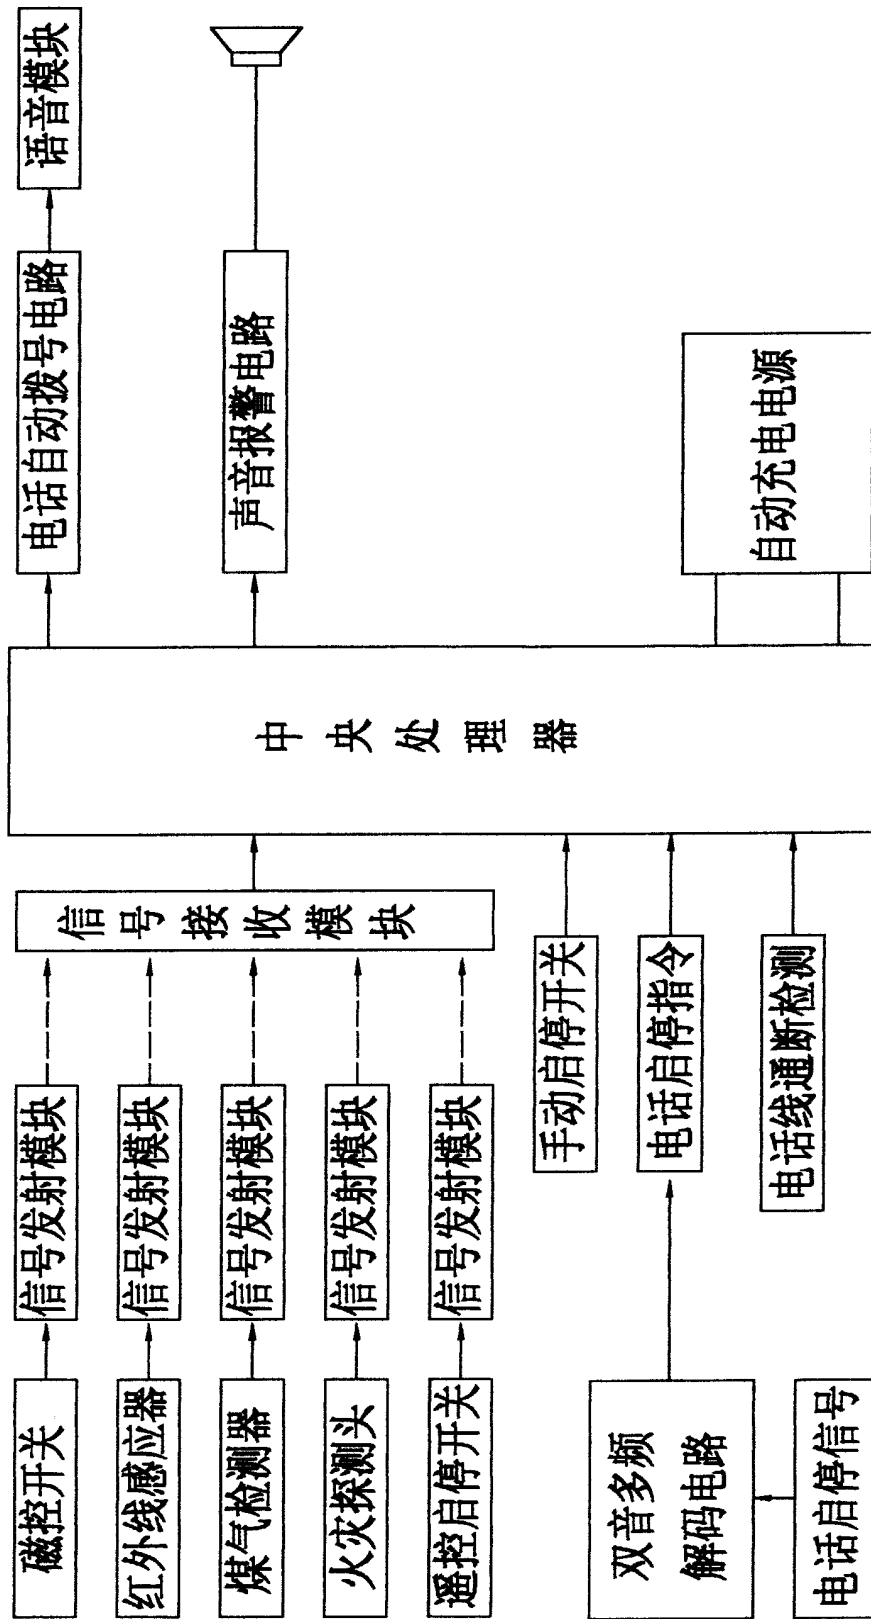 磁控开关
信号发射模块
红外线感应器
信号发射模块
煤气检测器
信号发射模块
火灾探测头
信号发射模块
遥控启停开关
信号发射模块
信号接收模块
双音多频
解码电路
电话启停信号
手动启停开关
电话启停指令
电话线通断检测
中央处理器
电话自动拨号电路
语音模块
声音报警电路
自动充电电源